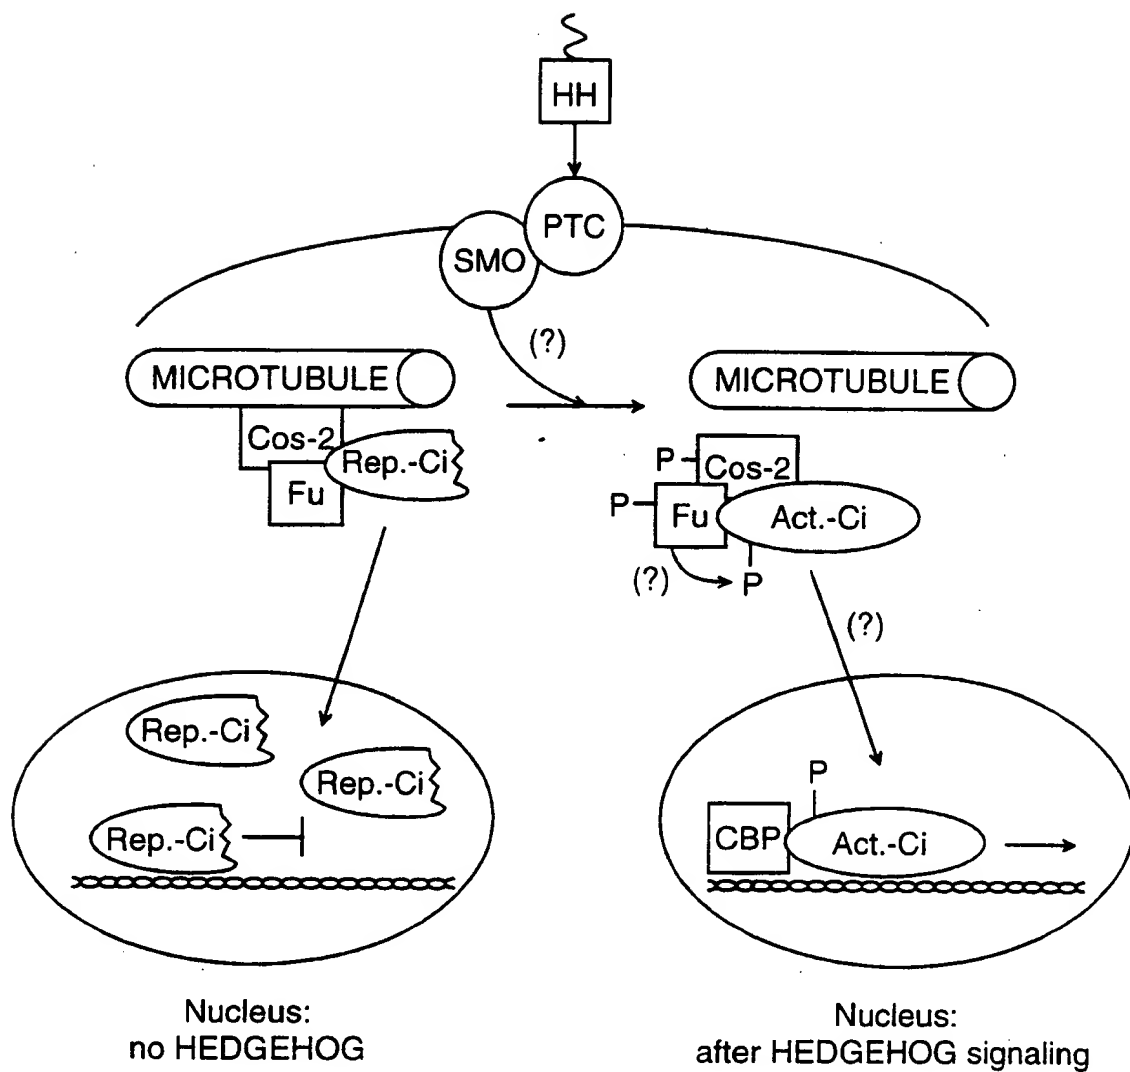 HH
PTC
SMO
(?)
MICROTUBULE
MICROTUBULE
Cos-2
Rep.-Ci
Fu
P
Cos-2
P
Fu
Act.-Ci
(?)
P
(?)
Rep.-Ci
Rep.-Ci
Rep.-Ci
P
CBP
Act.-Ci
Nucleus:
no HEDGEHOG
Nucleus:
after HEDGEHOG signaling